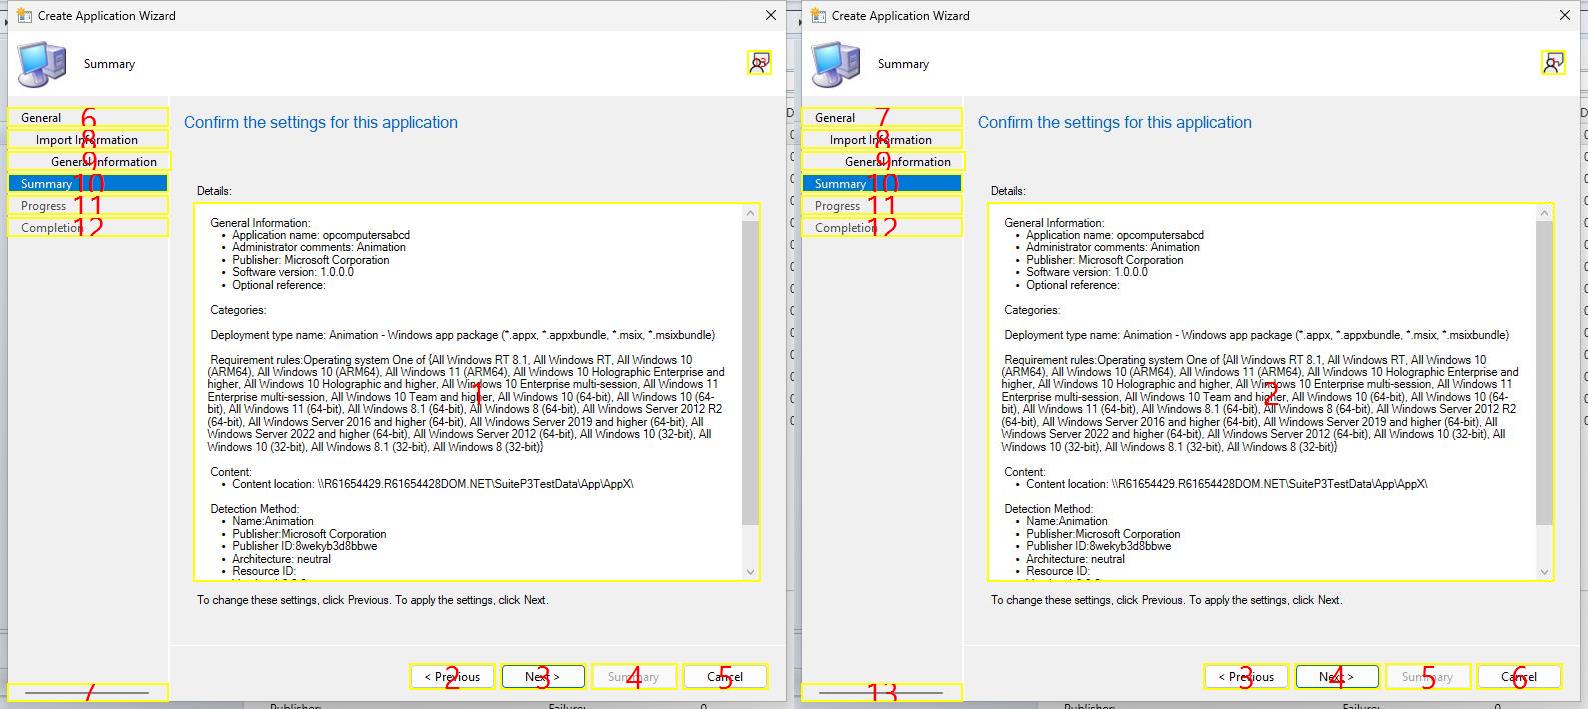 Create Application Wizard
Summary
13
General 6
Import Information 8
General Information 9
Summary 10
Progress 11
Completion 12
7
Confirm the settings for this application
Details:
General Information:
• Application name: opcomputersabcd
• Administrator comments: Animation
• Publisher: Microsoft Corporation
• Software version: 1.0.0.0
• Optional reference:
Categories:
Deployment type name: Animation - Windows app package (*.appx, *.appxbundle, *.msix, *.msixbundle)
Requirement rules:Operating system One of {All Windows RT 8.1, All Windows RT, All Windows 10
(ARM64), All Windows 10 (ARM64), All Windows 11 (ARM64), All Windows 10 Holographic Enterprise and
higher, All Windows 10 Holographic and higher, All Windows 10 Enterprise multi-session, All Windows 11
Enterprise multi-session, All Windows 10 Team and higher, All Windows 10 (64-bit), All Windows 10 (64-
bit), All Windows 11 (64-bit), All Windows 8.1 (64-bit), All Windows 8 (64-bit), All Windows Server 2012 R2
(64-bit), All Windows Server 2016 and higher (64-bit), All Windows Server 2019 and higher (64-bit), All
Windows Server 2022 and higher (64-bit), All Windows Server 2012 (64-bit), All Windows 10 (32-bit), All
Windows 10 (32-bit), All Windows 8.1 (32-bit), All Windows 8 (32-bit)}
1
Content:
• Content location: \\R61654429.R61654428DOM.NET\SuiteP3TestData\App\AppX\
Detection Method:
• Name:Animation
• Publisher:Microsoft Corporation
• Publisher ID:8wekyb3d8bbwe
• Architecture: neutral
• Resource ID:
To change these settings, click Previous. To apply the settings, click Next.
< Previous 2
Next > 3
Summary 4
Cancel 5
Publisher:
Failure:
0
Create Application Wizard
Summary
General 7
Import Information 8
General Information 9
Summary 10
Progress 11
Completion 12
13
Confirm the settings for this application
Details:
General Information:
• Application name: opcomputersabcd
• Administrator comments: Animation
• Publisher: Microsoft Corporation
• Software version: 1.0.0.0
• Optional reference:
Categories:
Deployment type name: Animation - Windows app package (*.appx, *.appxbundle, *.msix, *.msixbundle)
Requirement rules:Operating system One of {All Windows RT 8.1, All Windows RT, All Windows 10
(ARM64), All Windows 10 (ARM64), All Windows 11 (ARM64), All Windows 10 Holographic Enterprise and
higher, All Windows 10 Holographic and higher, All Windows 10 Enterprise multi-session, All Windows 11
Enterprise multi-session, All Windows 10 Team and higher, All Windows 10 (64-bit), All Windows 10 (64-
bit), All Windows 11 (64-bit), All Windows 8.1 (64-bit), All Windows 8 (64-bit), All Windows Server 2012 R2
(64-bit), All Windows Server 2016 and higher (64-bit), All Windows Server 2019 and higher (64-bit), All
Windows Server 2022 and higher (64-bit), All Windows Server 2012 (64-bit), All Windows 10 (32-bit), All
Windows 10 (32-bit), All Windows 8.1 (32-bit), All Windows 8 (32-bit)}
2
Content:
• Content location: \\R61654429.R61654428DOM.NET\SuiteP3TestData\App\AppX\
Detection Method:
• Name:Animation
• Publisher:Microsoft Corporation
• Publisher ID:8wekyb3d8bbwe
• Architecture: neutral
• Resource ID:
To change these settings, click Previous. To apply the settings, click Next.
< Previous 3
Next > 4
Summary 5
Cancel 6
Publisher:
Failure:
0